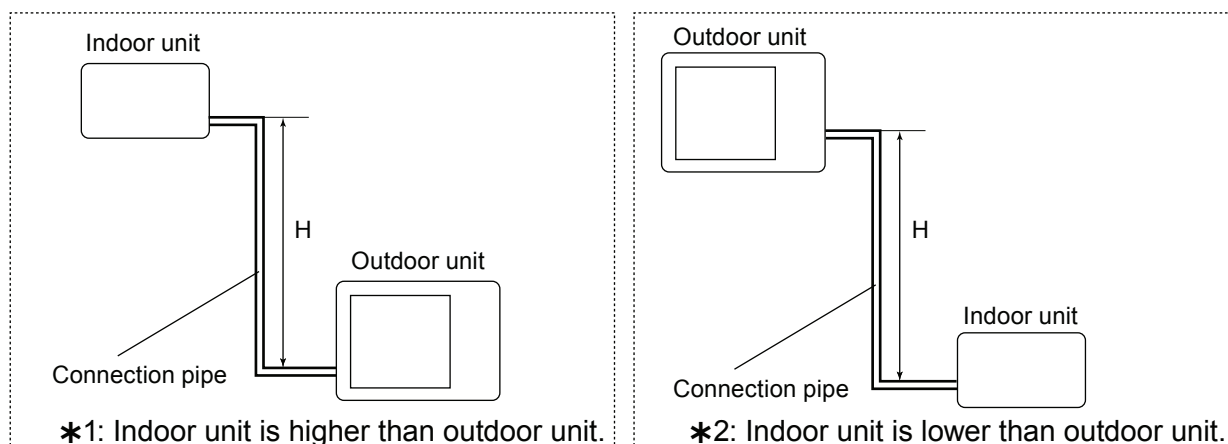 Indoor unit
H
Outdoor unit
Connection pipe
✱1: Indoor unit is higher than outdoor unit.
Outdoor unit
H
Indoor unit
Connection pipe
✱2: Indoor unit is lower than outdoor unit.